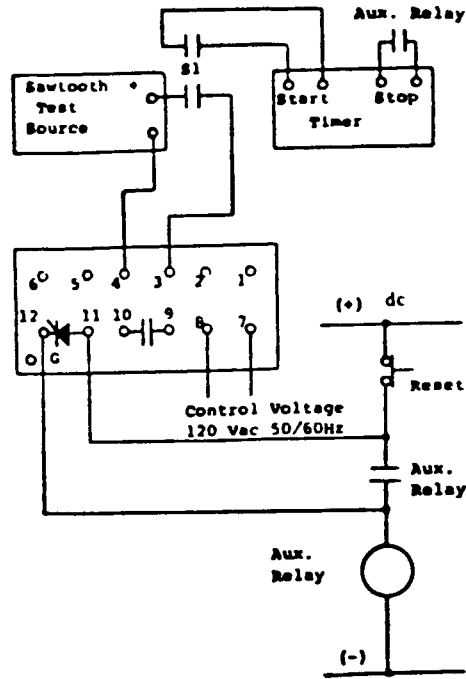 Aux. Relay
S1
Sawtooth +
Test
Source
Start Stop
Timer
6 5 4 3 2 1
12 11 10 9 8 7
G
(+) dc
Reset
Control Voltage
120 Vac 50/60Hz
Aux.
Relay
Aux.
Relay
(-)